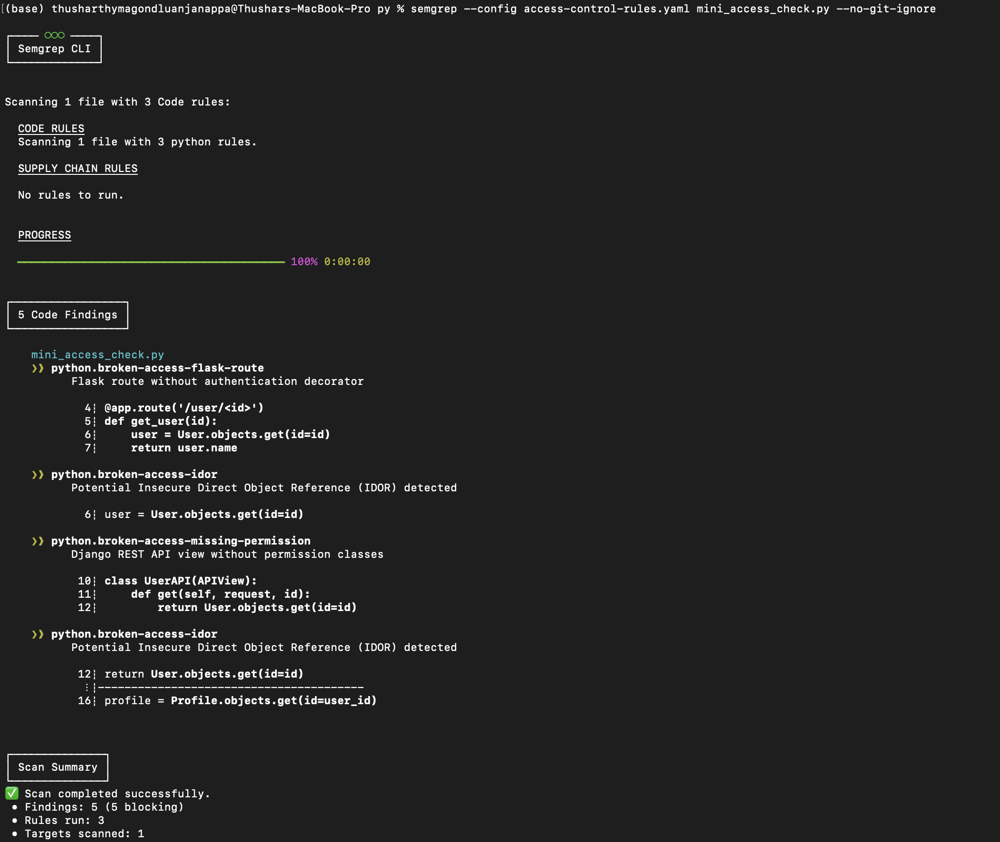 [(base) thusharthymagondluanjanappa@Thushars-MacBook-Pro py % semgrep --config access-control-rules.yaml mini_access_check.py --no-git-ignore
○○○
Semgrep CLI
Scanning 1 file with 3 Code rules:
CODE RULES
Scanning 1 file with 3 python rules.
SUPPLY CHAIN RULES
No rules to run.
PROGRESS
100% 0:00:00
5 Code Findings
mini_access_check.py
❯❱ python.broken-access-flask-route
Flask route without authentication decorator
4┆ @app.route('/user/<id>')
5┆ def get_user(id):
6┆     user = User.objects.get(id=id)
7┆     return user.name
❯❱ python.broken-access-idor
Potential Insecure Direct Object Reference (IDOR) detected
6┆ user = User.objects.get(id=id)
❯❱ python.broken-access-missing-permission
Django REST API view without permission classes
10┆ class UserAPI(APIView):
11┆     def get(self, request, id):
12┆         return User.objects.get(id=id)
❯❱ python.broken-access-idor
Potential Insecure Direct Object Reference (IDOR) detected
12┆ return User.objects.get(id=id)
⋮┆----------------------------------------
16┆ profile = Profile.objects.get(id=user_id)
Scan Summary
✅ Scan completed successfully.
• Findings: 5 (5 blocking)
• Rules run: 3
• Targets scanned: 1